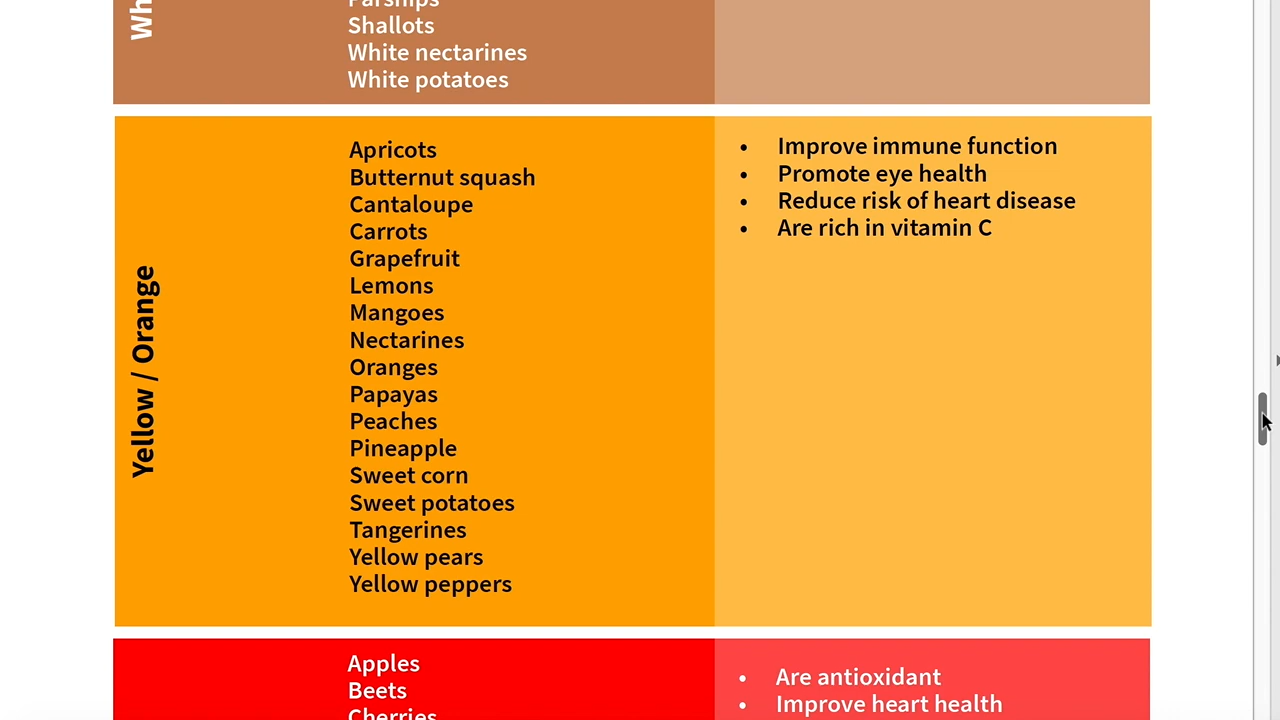 Wh
Parsnips
Shallots
White nectarines
White potatoes
Yellow / Orange
Apricots
Butternut squash
Cantaloupe
Carrots
Grapefruit
Lemons
Mangoes
Nectarines
Oranges
Papayas
Peaches
Pineapple
Sweet corn
Sweet potatoes
Tangerines
Yellow pears
Yellow peppers
• Improve immune function
• Promote eye health
• Reduce risk of heart disease
• Are rich in vitamin C
Apples
Beets
Cherries
• Are antioxidant
• Improve heart health